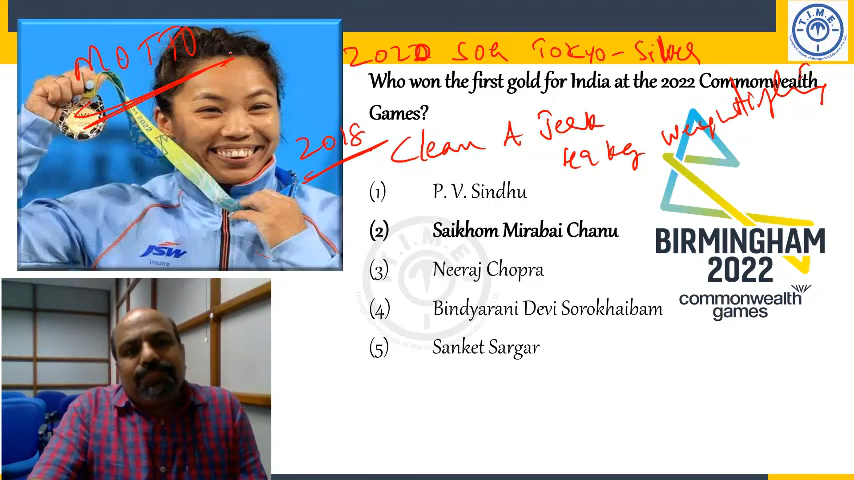 T.I.M.E.
MOTTO
2020 SOG Tokyo - Silver
Who won the first gold for India at the 2022 Commonwealth
Games?
2018
Clean & Jerk
49 kg weightlifting
(1) P. V. Sindhu
(2) Saikhom Mirabai Chanu
(3) Neeraj Chopra
(4) Bindyarani Devi Sorokhaibam
(5) Sanket Sargar
JSW
Inspire
BIRMINGHAM
2022
commonwealth
games
T.I.M.E.